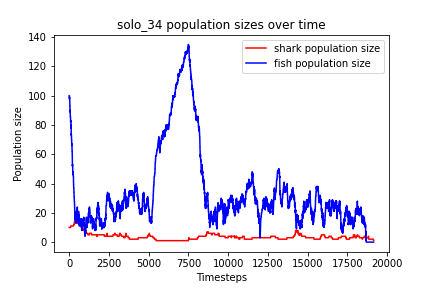 solo_34 population sizes over time
140
120
100
80
60
40
20
0
Population size
shark population size
fish population size
0 2500 5000 7500 10000 12500 15000 17500 20000
Timesteps